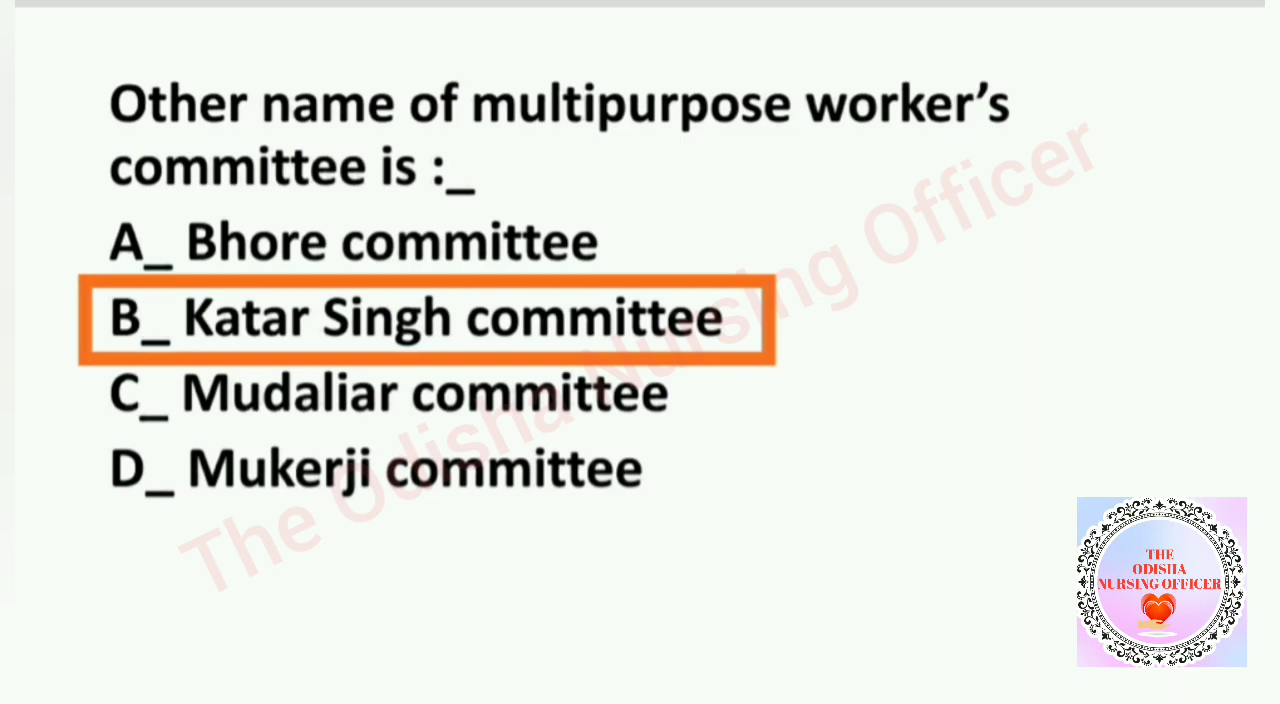 Other name of multipurpose worker’s
committee is :_
A_ Bhore committee
B_ Katar Singh committee
C_ Mudaliar committee
D_ Mukerji committee
The Odisha Nursing Officer
THE
ODISHA
NURSING OFFICER